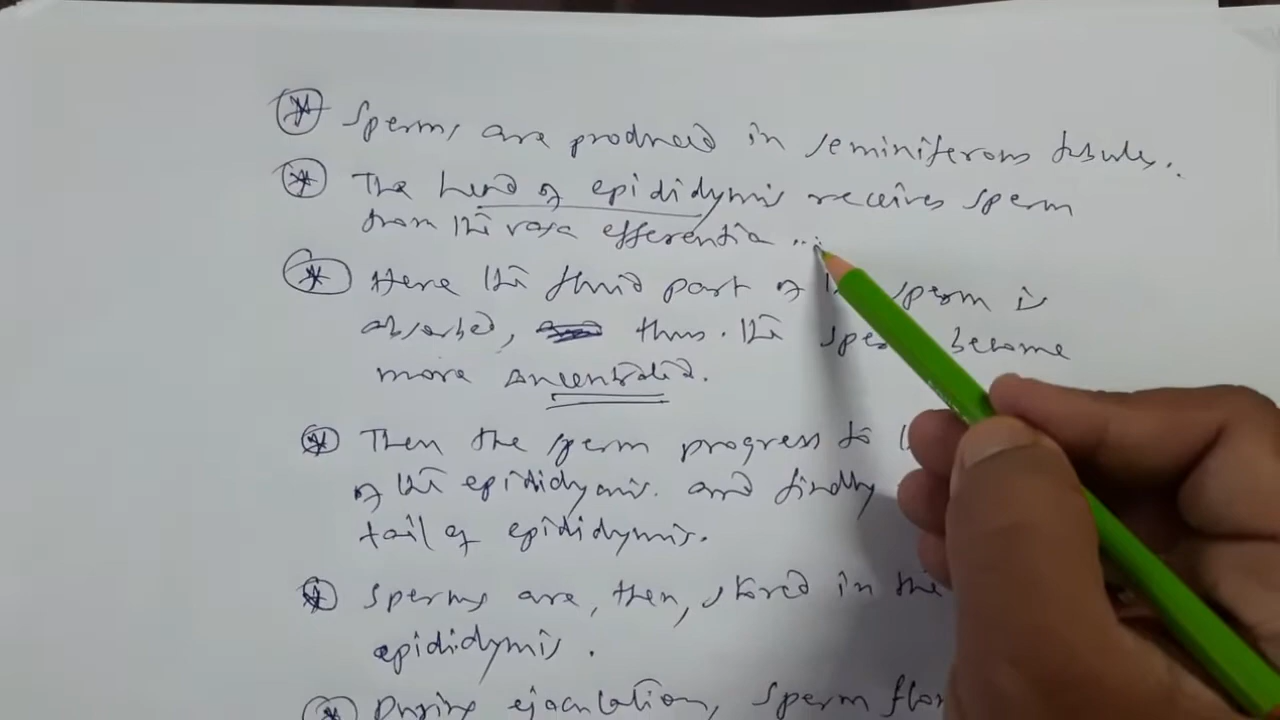 Sperms are produced in seminiferous tubules.
The head of epididymis receives sperm
from the vasa efferentia ...
Here the fluid part of the sperm is
absorbed, thus. the sperm become
more concentrated.
Then the sperm progress to
of the epididymis. and finally
tail of epididymis.
Sperms are, then, stored in the
epididymis.
During ejaculation, sperm